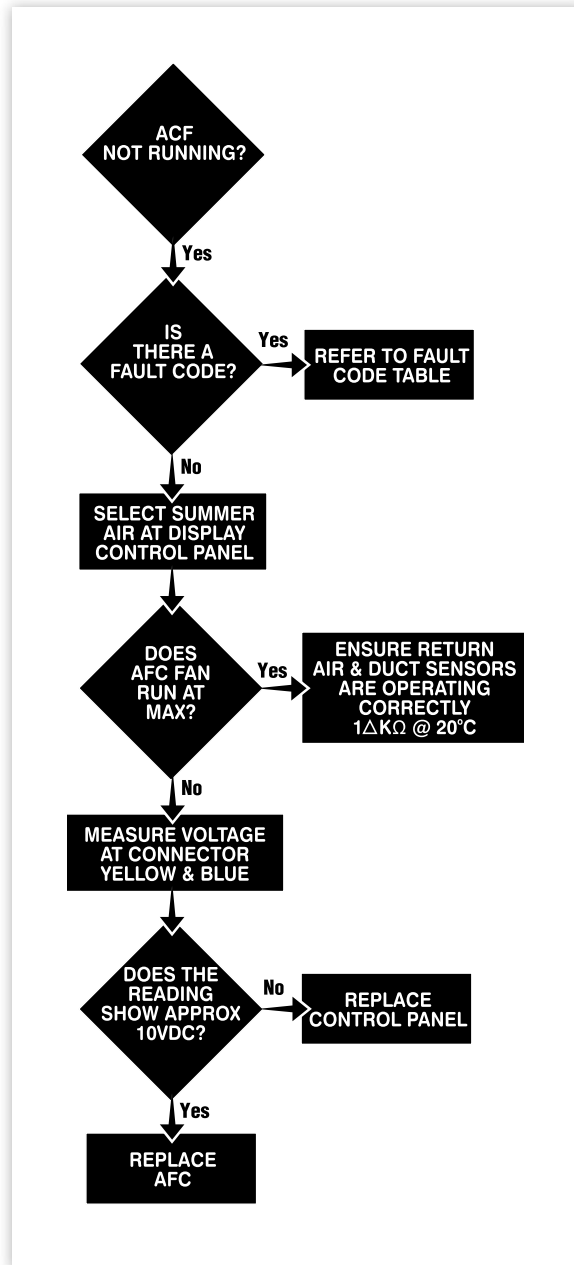 ACF
NOT RUNNING?
Yes
IS
THERE A
FAULT CODE?
Yes
REFER TO FAULT
CODE TABLE
No
SELECT SUMMER
AIR AT DISPLAY
CONTROL PANEL
DOES
AFC FAN
RUN AT
MAX?
Yes
ENSURE RETURN
AIR & DUCT SENSORS
ARE OPERATING
CORRECTLY
1△KΩ @ 20°C
No
MEASURE VOLTAGE
AT CONNECTOR
YELLOW & BLUE
DOES THE
READING
SHOW APPROX
10VDC?
No
REPLACE
CONTROL PANEL
Yes
REPLACE
AFC